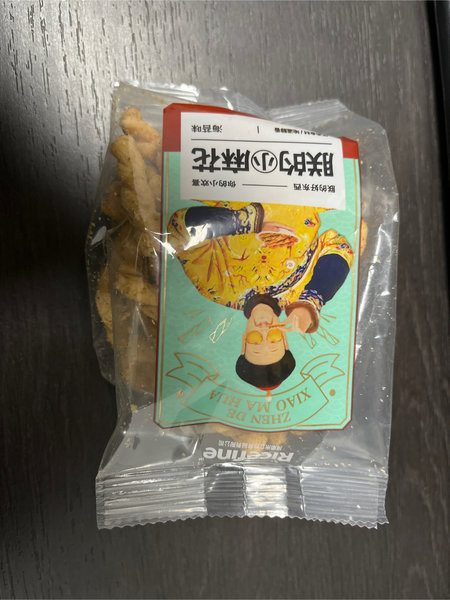 Ricefine
ZHEN DE
XIAO MA HUA
朕的好东西 —— 你的小欢喜
朕的小麻花
海苔味